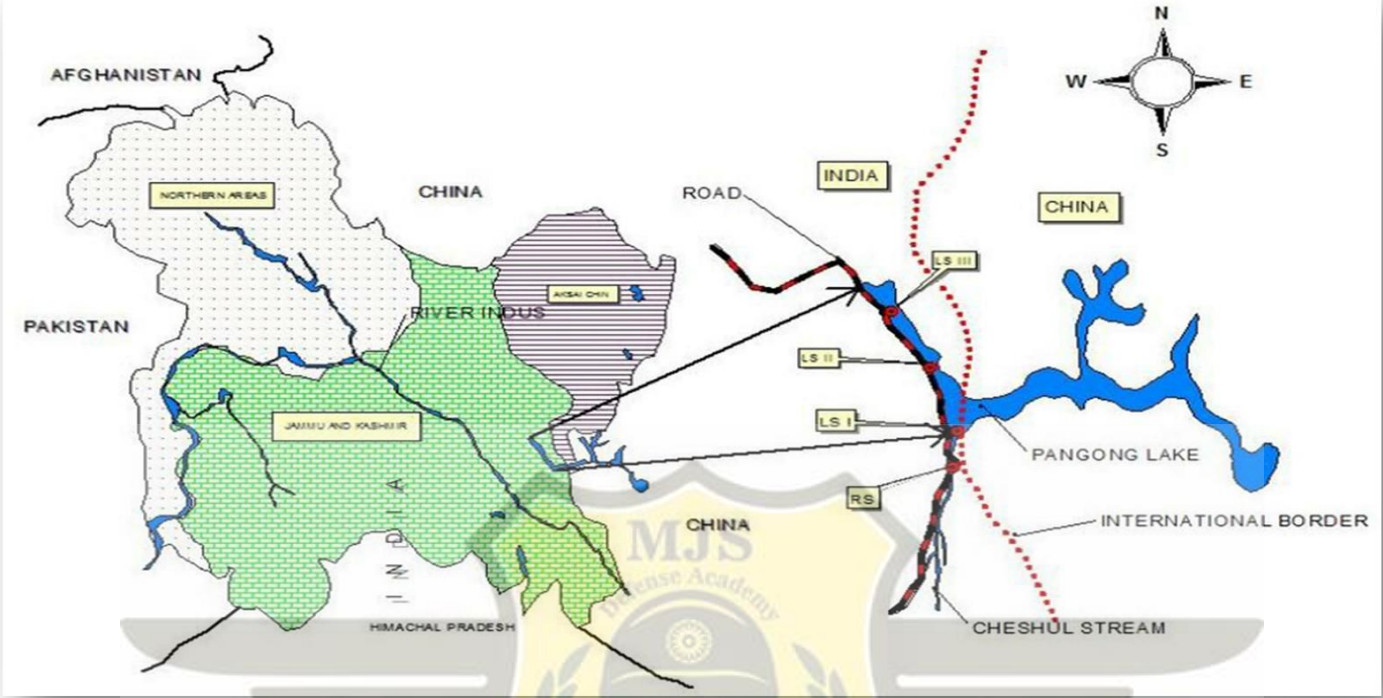 AFGHANISTAN
NORTHERN AREAS
CHINA
PAKISTAN
RIVER INDUS
AKSAI CHIN
JAMMU AND KASHMIR
INDIA
HIMACHAL PRADESH
CHINA
N
W
E
S
ROAD
INDIA
CHINA
LS III
LS II
LS I
RS
PANGONG LAKE
INTERNATIONAL BORDER
CHESHUL STREAM
MJS
Defense Academy